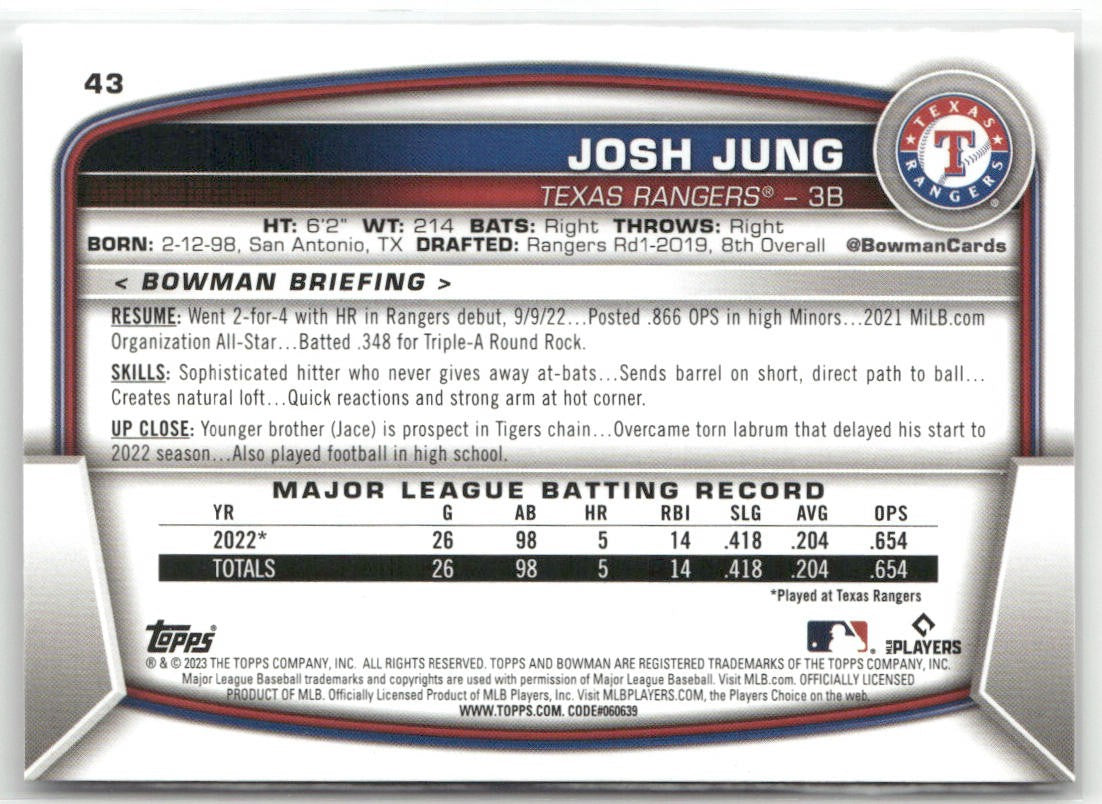 43
JOSH JUNG
TEXAS RANGERS
TEXAS RANGERS® – 3B
HT: 6'2" WT: 214 BATS: Right THROWS: Right
BORN: 2-12-98, San Antonio, TX DRAFTED: Rangers Rd1-2019, 8th Overall @BowmanCards
< BOWMAN BRIEFING >
RESUME: Went 2-for-4 with HR in Rangers debut, 9/9/22...Posted .866 OPS in high Minors...2021 MiLB.com
Organization All-Star...Batted .348 for Triple-A Round Rock.
SKILLS: Sophisticated hitter who never gives away at-bats...Sends barrel on short, direct path to ball...
Creates natural loft...Quick reactions and strong arm at hot corner.
UP CLOSE: Younger brother (Jace) is prospect in Tigers chain...Overcame torn labrum that delayed his start to
2022 season...Also played football in high school.
MAJOR LEAGUE BATTING RECORD
YR G AB HR RBI SLG AVG OPS
2022* 26 98 5 14 .418 .204 .654
TOTALS 26 98 5 14 .418 .204 .654
*Played at Texas Rangers
Topps®
MLB PLAYERS
® & © 2023 THE TOPPS COMPANY, INC. ALL RIGHTS RESERVED. TOPPS AND BOWMAN ARE REGISTERED TRADEMARKS OF THE TOPPS COMPANY, INC.
Major League Baseball trademarks and copyrights are used with permission of Major League Baseball. Visit MLB.com. OFFICIALLY LICENSED
PRODUCT OF MLB. Officially Licensed Product of MLB Players, Inc. Visit MLBPLAYERS.COM, the Players Choice on the web.
WWW.TOPPS.COM. CODE#060639